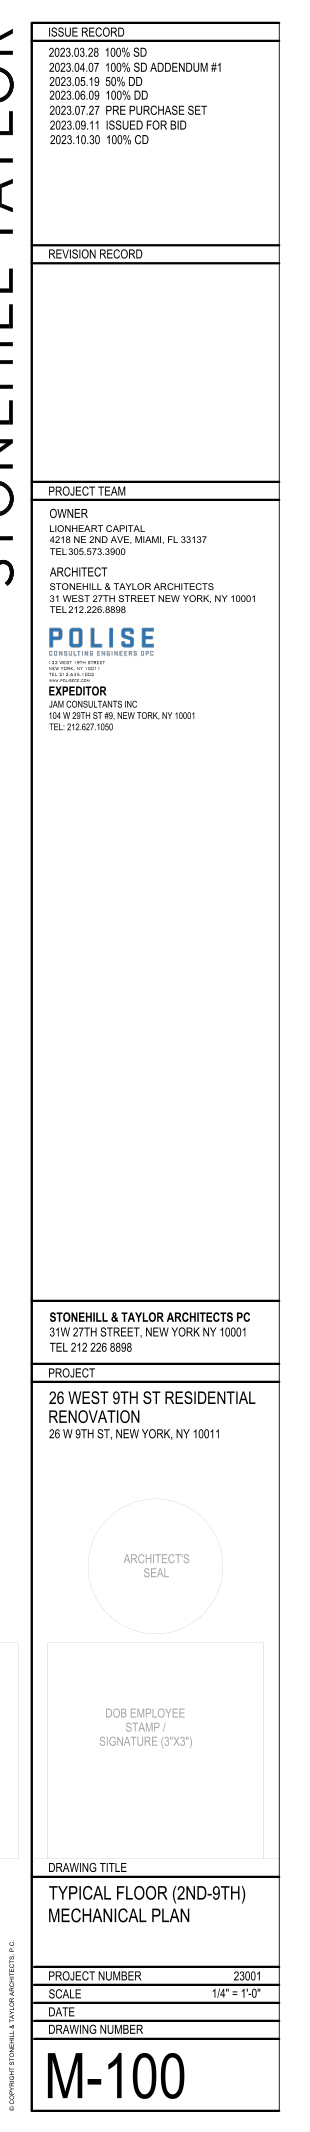 STONEHILL TAYLOR
ISSUE RECORD
2023.03.28 100% SD
2023.04.07 100% SD ADDENDUM #1
2023.05.19 50% DD
2023.06.09 100% DD
2023.07.27 PRE PURCHASE SET
2023.09.11 ISSUED FOR BID
2023.10.30 100% CD
REVISION RECORD
PROJECT TEAM
OWNER
LIONHEART CAPITAL
4218 NE 2ND AVE, MIAMI, FL 33137
TEL 305.573.3900
ARCHITECT
STONEHILL & TAYLOR ARCHITECTS
31 WEST 27TH STREET NEW YORK, NY 10001
TEL 212.226.8898
POLISE
CONSULTING ENGINEERS DPC
133 WEST 19TH STREET
NEW YORK, NY 10011
TEL 212.645.1002
WWW.POLISECE.COM
EXPEDITOR
JAM CONSULTANTS INC
104 W 29TH ST #9, NEW TORK, NY 10001
TEL: 212.627.1050
STONEHILL & TAYLOR ARCHITECTS PC
31W 27TH STREET, NEW YORK NY 10001
TEL 212 226 8898
PROJECT
26 WEST 9TH ST RESIDENTIAL
RENOVATION
26 W 9TH ST, NEW YORK, NY 10011
ARCHITECT'S
SEAL
DOB EMPLOYEE
STAMP /
SIGNATURE (3"X3")
DRAWING TITLE
TYPICAL FLOOR (2ND-9TH)
MECHANICAL PLAN
PROJECT NUMBER 23001
SCALE 1/4" = 1'-0"
DATE
DRAWING NUMBER
M-100
© COPYRIGHT STONEHILL & TAYLOR ARCHITECTS, P.C.